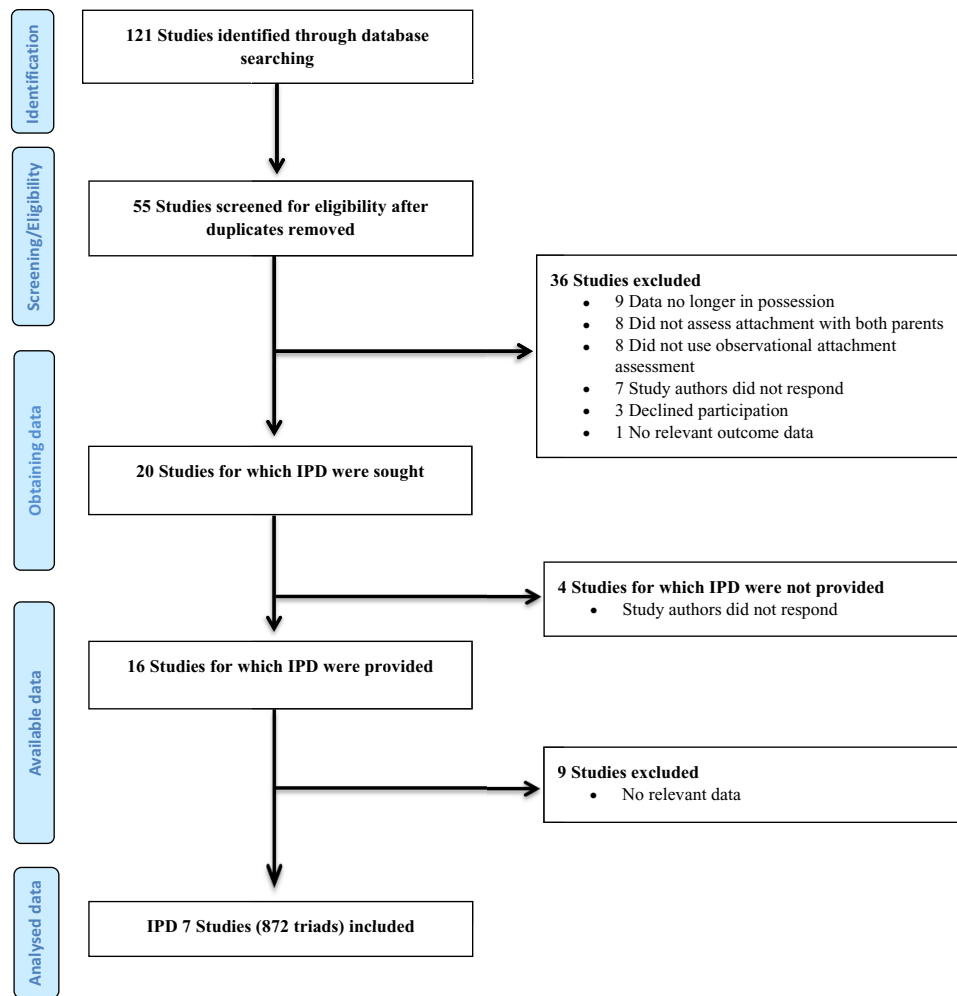 Identification
121 Studies identified through database
searching
Screening/Eligibility
55 Studies screened for eligibility after
duplicates removed
36 Studies excluded
• 9 Data no longer in possession
• 8 Did not assess attachment with both parents
• 8 Did not use observational attachment
assessment
• 7 Study authors did not respond
• 3 Declined participation
• 1 No relevant outcome data
Obtaining data
20 Studies for which IPD were sought
4 Studies for which IPD were not provided
• Study authors did not respond
Available data
16 Studies for which IPD were provided
9 Studies excluded
• No relevant data
Analysed data
IPD 7 Studies (872 triads) included